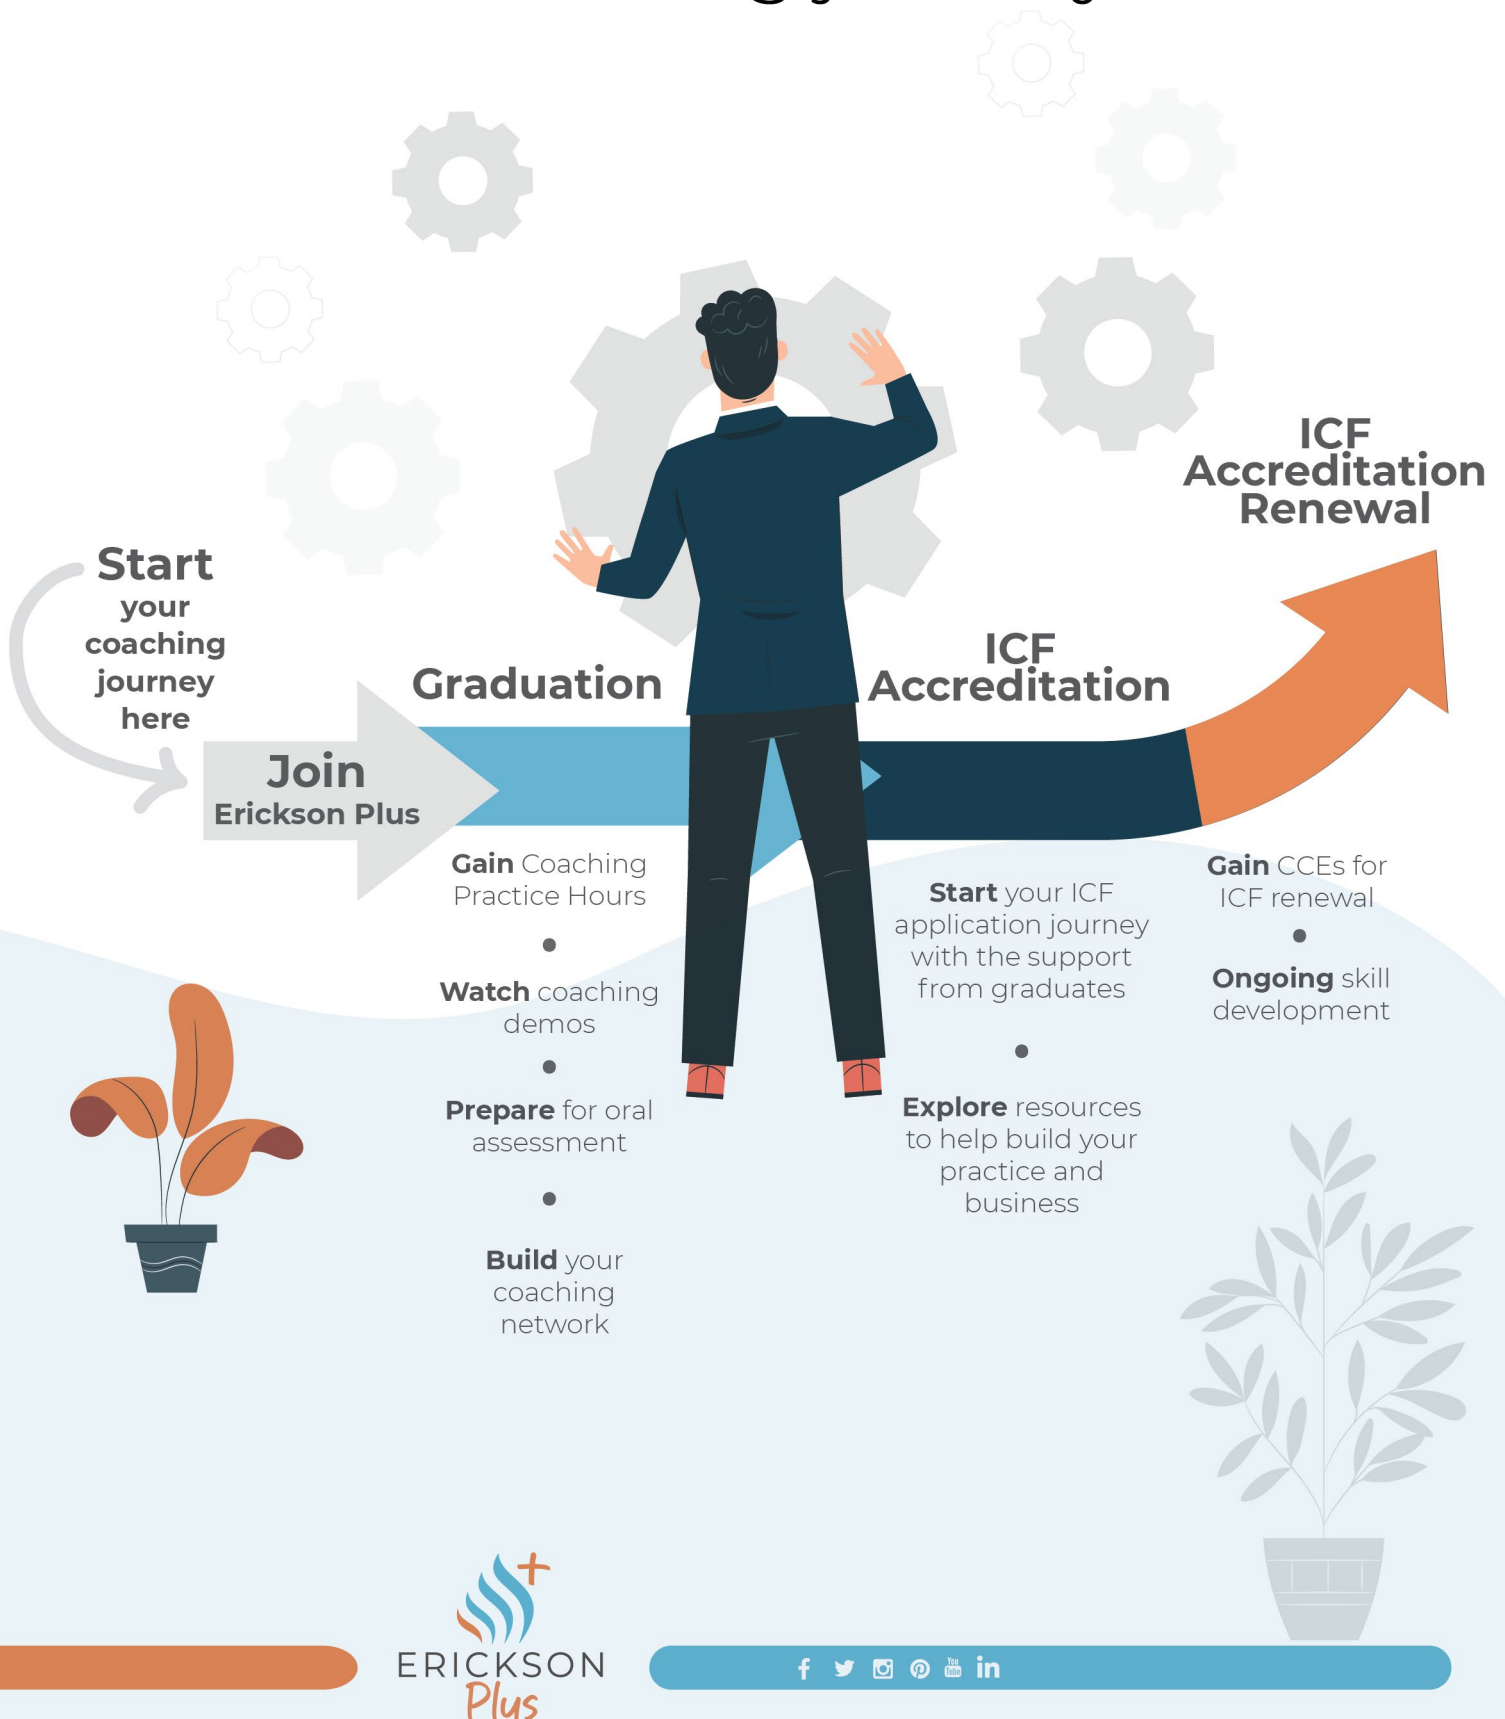 Start
your
coaching
journey
here
Join
Erickson Plus
Graduation
Gain Coaching
Practice Hours
Watch coaching
demos
Prepare for oral
assessment
Build your
coaching
network
ICF
Accreditation
Start your ICF
application journey
with the support
from graduates
Explore resources
to help build your
practice and
business
ICF
Accreditation
Renewal
Gain CCEs for
ICF renewal
Ongoing skill
development
ERICKSON
Plus
f You Tube in